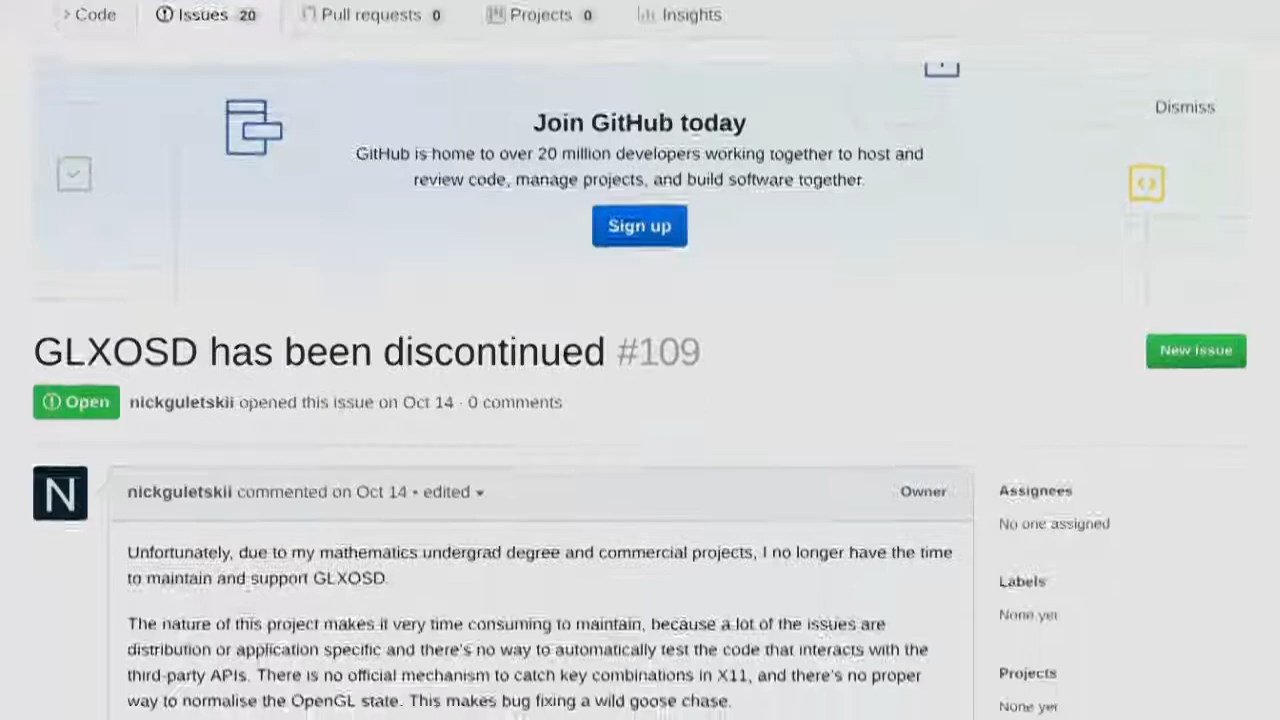 Code Issues 20 Pull requests 0 Projects 0 Insights
Dismiss
Join GitHub today
GitHub is home to over 20 million developers working together to host and
review code, manage projects, and build software together.
Sign up
GLXOSD has been discontinued #109
New issue
Open nickguletskii opened this issue on Oct 14 · 0 comments
N
nickguletskii commented on Oct 14 • edited
Owner
Unfortunately, due to my mathematics undergrad degree and commercial projects, I no longer have the time
to maintain and support GLXOSD.
The nature of this project makes it very time consuming to maintain, because a lot of the issues are
distribution or application specific and there's no way to automatically test the code that interacts with the
third-party APIs. There is no official mechanism to catch key combinations in X11, and there's no proper
way to normalise the OpenGL state. This makes bug fixing a wild goose chase.
Assignees
No one assigned
Labels
None yet
Projects
None yet